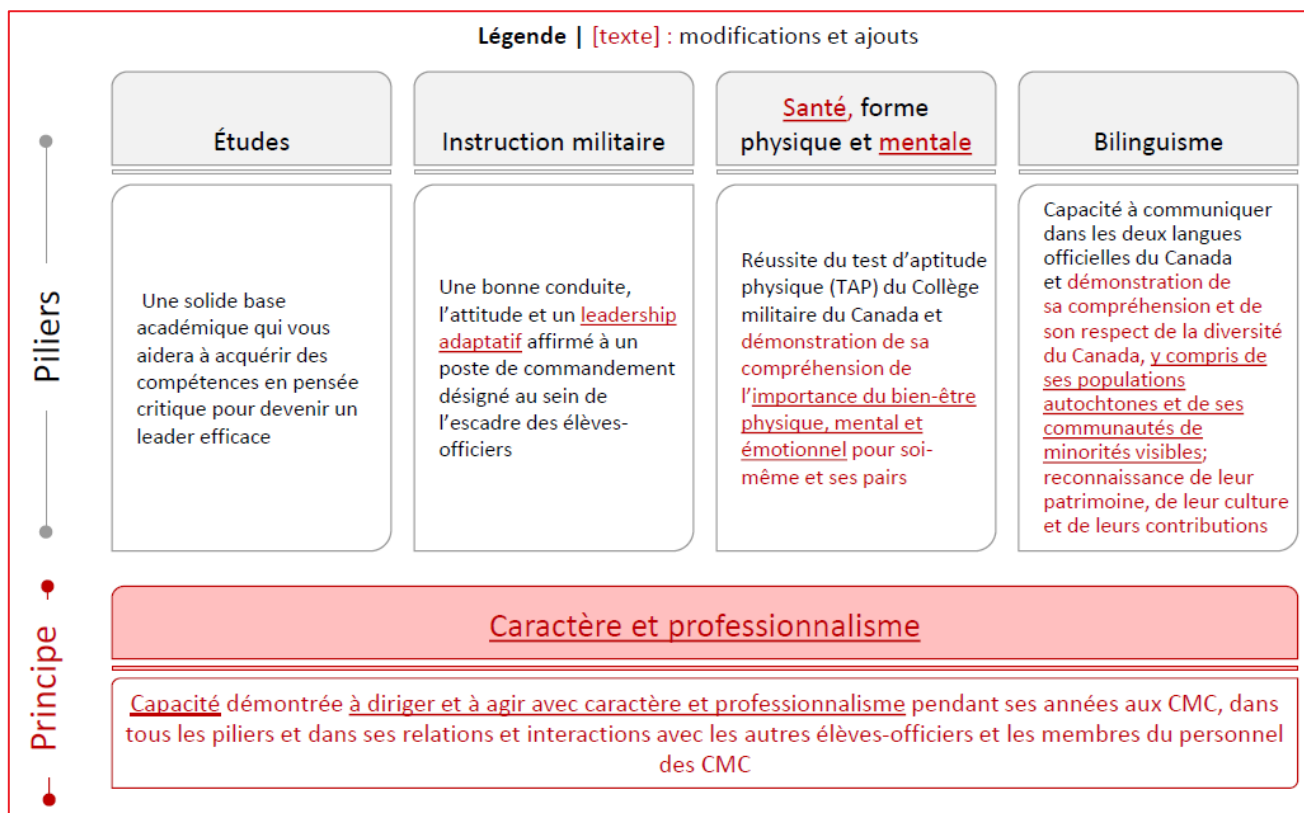 Légende | [texte] : modifications et ajouts
Piliers
Études
Une solide base
académique qui vous
aidera à acquérir des
compétences en pensée
critique pour devenir un
leader efficace
Instruction militaire
Une bonne conduite,
l’attitude et un leadership
adaptatif affirmé à un
poste de commandement
désigné au sein de
l’escadre des élèves-
officiers
Santé, forme
physique et mentale
Réussite du test d’aptitude
physique (TAP) du Collège
militaire du Canada et
démonstration de sa
compréhension de
l’importance du bien-être
physique, mental et
émotionnel pour soi-
même et ses pairs
Bilinguisme
Capacité à communiquer
dans les deux langues
officielles du Canada
et démonstration de
sa compréhension et de
son respect de la diversité
du Canada, y compris de
ses populations
autochtones et de ses
communautés de
minorités visibles;
reconnaissance de leur
patrimoine, de leur culture
et de leurs contributions
Principe
Caractère et professionnalisme
Capacité démontrée à diriger et à agir avec caractère et professionnalisme pendant ses années aux CMC, dans
tous les piliers et dans ses relations et interactions avec les autres élèves-officiers et les membres du personnel
des CMC